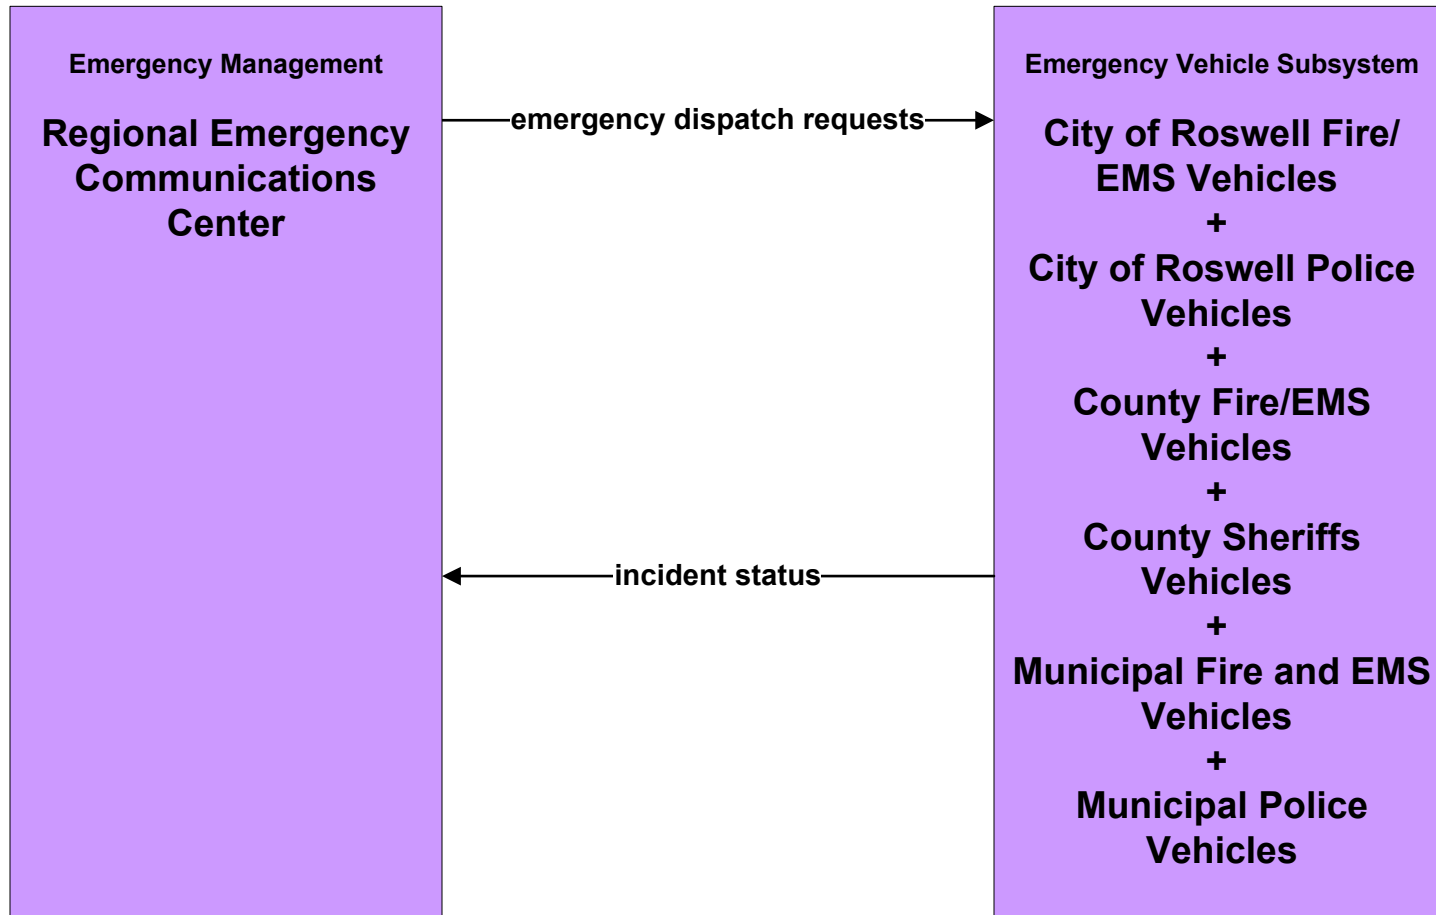 Emergency Management
Regional Emergency
Communications
Center
emergency dispatch requests
incident status
Emergency Vehicle Subsystem
City of Roswell Fire/
EMS Vehicles
+
City of Roswell Police
Vehicles
+
County Fire/EMS
Vehicles
+
County Sheriffs
Vehicles
+
Municipal Fire and EMS
Vehicles
+
Municipal Police
Vehicles